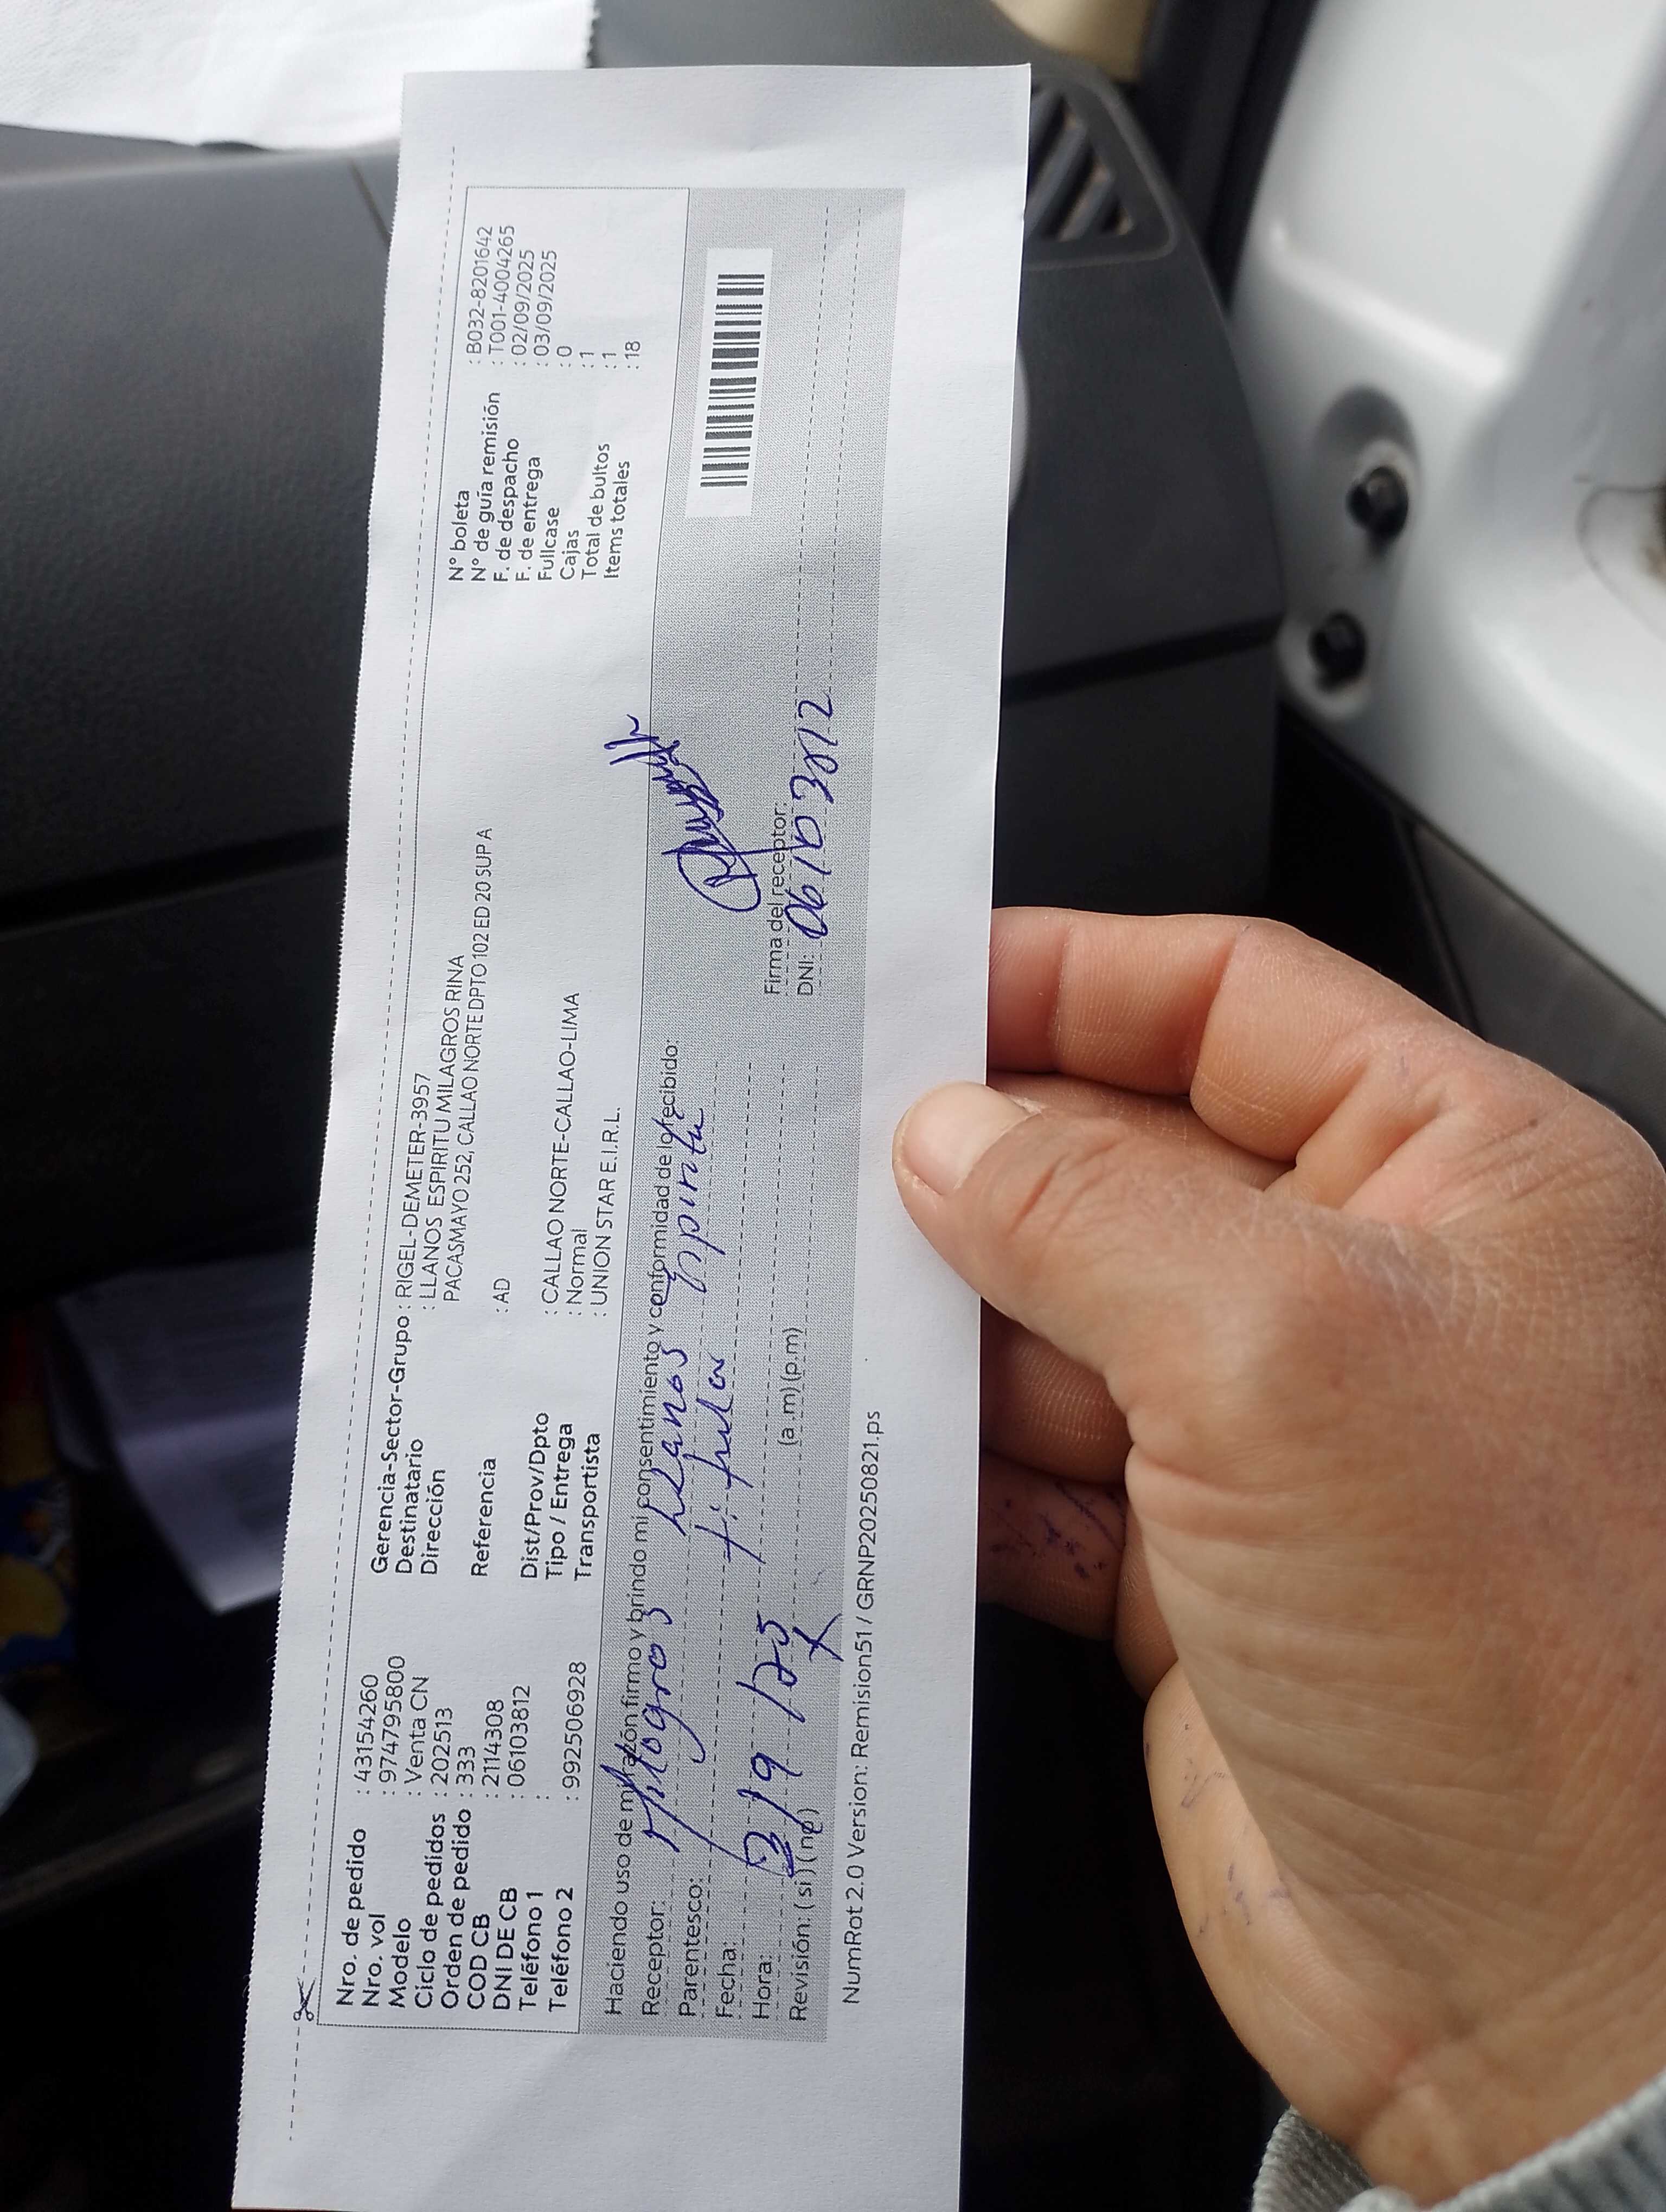 Nro. de pedido : 43154260
Nro. vol : 974795800
Modelo : Venta CN
Ciclo de pedidos : 202513
Orden de pedido : 333
COD CB : 2114308
DNI DE CB : 06103812
Teléfono 1 :
Teléfono 2 : 992506928
Gerencia-Sector-Grupo : RIGEL-DEMETER-3957
Destinatario : LLANOS ESPIRITU MILAGROS RINA
Dirección PACASMAYO 252, CALLAO NORTE DPTO 102 ED 20 SUP A
Referencia : AD
Dist/Prov/Dpto : CALLAO NORTE-CALLAO-LIMA
Tipo / Entrega : Normal
Transportista : UNION STAR E.I.R.L.
N° boleta : B032-8201642
N° de guía remisión : T001-4004265
F. de despacho : 02/09/2025
F. de entrega : 03/09/2025
Fullcase : 0
Cajas : 1
Total de bultos : 1
Items totales : 18
Haciendo uso de mi razón firmo y brindo mi consentimiento y conformidad de lo recibido:
Receptor: Milagros Llanos Espiritu
Parentesco: Titular
Fecha: 3/9/25
Hora: (a.m) (p.m)
Revisión: ( si ) ( no )
Firma del receptor:
DNI: 06103812
NumRot 2.0 Version: Remision51 / GRNP20250821.ps